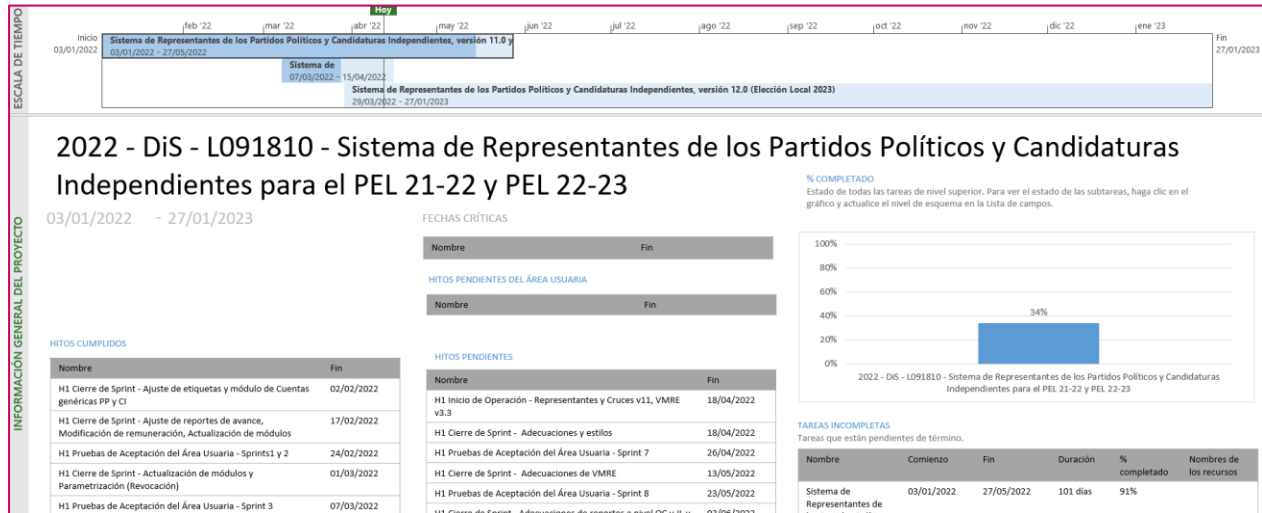 ESCALA DE TIEMPO
Hoy
feb '22 mar '22 abr '22 may '22 jun '22 jul '22 ago '22 sep '22 oct '22 nov '22 dic '22 ene '23
Inicio
03/01/2022
Sistema de Representantes de los Partidos Políticos y Candidaturas Independientes, versión 11.0 y
03/01/2022 - 27/05/2022
Fin
27/01/2023
Sistema de
07/03/2022 - 15/04/2022
Sistema de Representantes de los Partidos Políticos y Candidaturas Independientes, versión 12.0 (Elección Local 2023)
29/03/2022 - 27/01/2023
INFORMACIÓN GENERAL DEL PROYECTO
2022 - DiS - L091810 - Sistema de Representantes de los Partidos Políticos y Candidaturas
Independientes para el PEL 21-22 y PEL 22-23
03/01/2022 - 27/01/2023
HITOS CUMPLIDOS
Nombre Fin
H1 Cierre de Sprint - Ajuste de etiquetas y módulo de Cuentas 02/02/2022
genéricas PP y CI
H1 Cierre de Sprint - Ajuste de reportes de avance, 17/02/2022
Modificación de remuneración, Actualización de módulos
H1 Pruebas de Aceptación del Área Usuaria - Sprints1 y 2 24/02/2022
H1 Cierre de Sprint - Actualización de módulos y 01/03/2022
Parametrización (Revocación)
H1 Pruebas de Aceptación del Área Usuaria - Sprint 3 07/03/2022
FECHAS CRÍTICAS
Nombre Fin
HITOS PENDIENTES DEL ÁREA USUARIA
Nombre Fin
HITOS PENDIENTES
Nombre Fin
H1 Inicio de Operación - Representantes y Cruces v11, VMRE 18/04/2022
v3.3
H1 Cierre de Sprint - Adecuaciones y estilos 18/04/2022
H1 Pruebas de Aceptación del Área Usuaria - Sprint 7 26/04/2022
H1 Cierre de Sprint - Adecuaciones de VMRE 13/05/2022
H1 Pruebas de Aceptación del Área Usuaria - Sprint 8 23/05/2022
% COMPLETADO
Estado de todas las tareas de nivel superior. Para ver el estado de las subtareas, haga clic en el
gráfico y actualice el nivel de esquema en la Lista de campos.
100%
80%
60%
40%
20%
0%
34%
2022 - DiS - L091810 - Sistema de Representantes de los Partidos Políticos y Candidaturas
Independientes para el PEL 21-22 y PEL 22-23
TAREAS INCOMPLETAS
Tareas que están pendientes de término.
Nombre Comienzo Fin Duración % completado Nombres de los recursos
Sistema de 03/01/2022 27/05/2022 101 días 91%
Representantes de